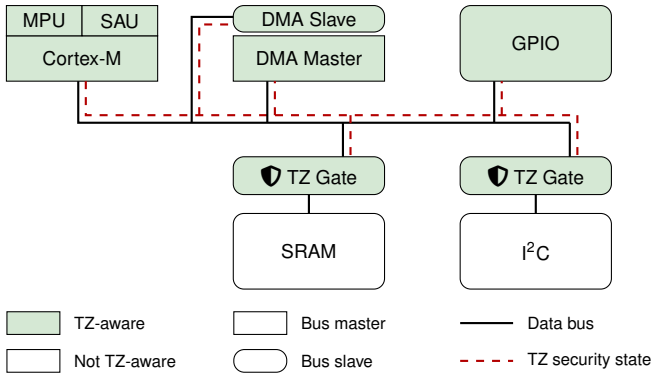 MPU SAU
Cortex-M
DMA Slave
DMA Master
GPIO
TZ Gate
TZ Gate
SRAM
I²C
TZ-aware
Bus master
Data bus
Not TZ-aware
Bus slave
TZ security state